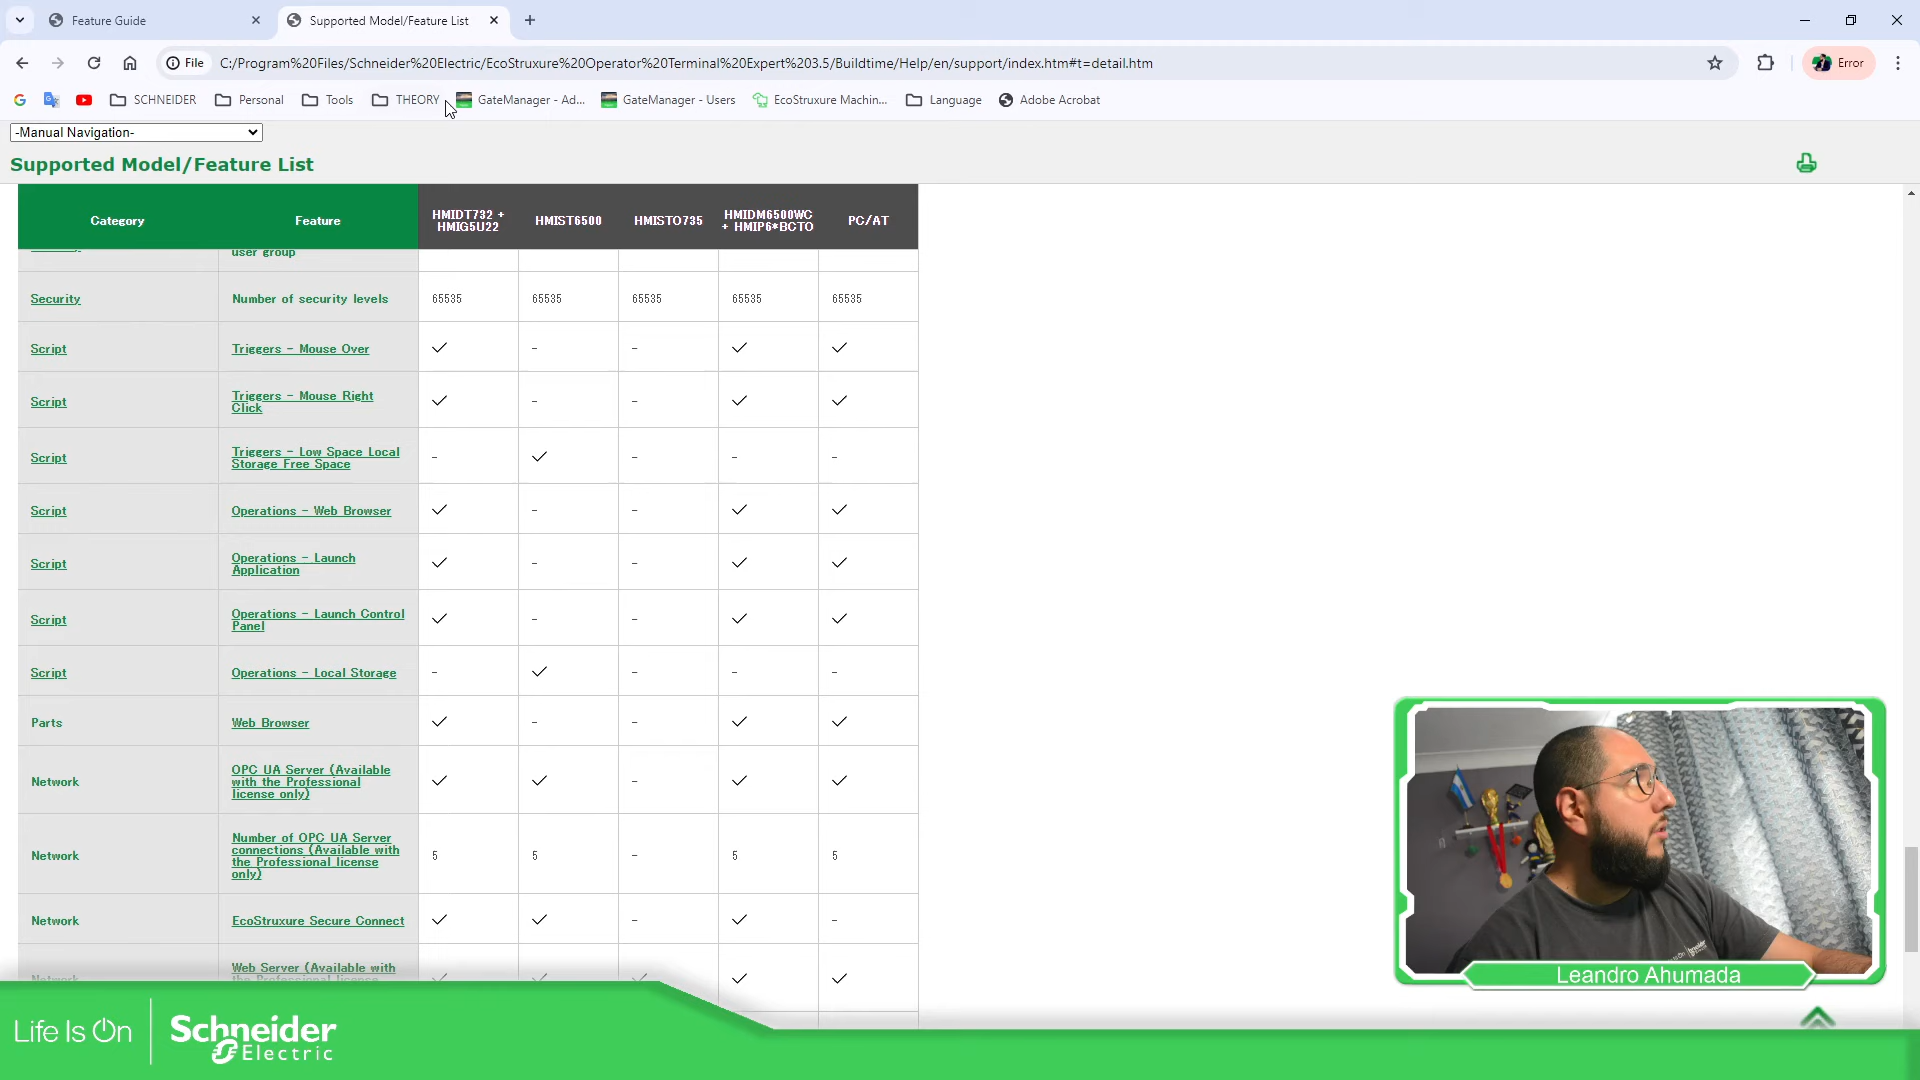 Feature Guide
Supported Model/Feature List
File
C:/Program%20Files/Schneider%20Electric/EcoStruxure%20Operator%20Terminal%20Expert%203.5/Buildtime/Help/en/support/index.htm#t=detail.htm
Error
SCHNEIDER
Personal
Tools
THEORY
GateManager - Ad...
GateManager - Users
EcoStruxure Machin...
Language
Adobe Acrobat
-Manual Navigation-
Supported Model/Feature List
Category Feature HMIDT732 + HMIST6500 HMISTO735 HMIDM6500WC PC/AT
HMIG5U22 + HMIP6*BCTO
user group
Security Number of security levels 65535 65535 65535 65535 65535
Script Triggers - Mouse Over ✓ - - ✓ ✓
Script Triggers - Mouse Right ✓ - - ✓ ✓
Click
Script Triggers - Low Space Local - ✓ - - -
Storage Free Space
Script Operations - Web Browser ✓ - - ✓ ✓
Script Operations - Launch ✓ - - ✓ ✓
Application
Script Operations - Launch Control ✓ - - ✓ ✓
Panel
Script Operations - Local Storage - ✓ - - -
Parts Web Browser ✓ - - ✓ ✓
Network OPC UA Server (Available ✓ ✓ - ✓ ✓
with the Professional
license only)
Network Number of OPC UA Server 5 5 - 5 5
connections (Available with
the Professional license
only)
Network EcoStruxure Secure Connect ✓ ✓ - ✓ -
Network Web Server (Available with ✓ ✓ ✓ ✓ ✓
the Professional license
Leandro Ahumada
Life Is On
Schneider
Electric